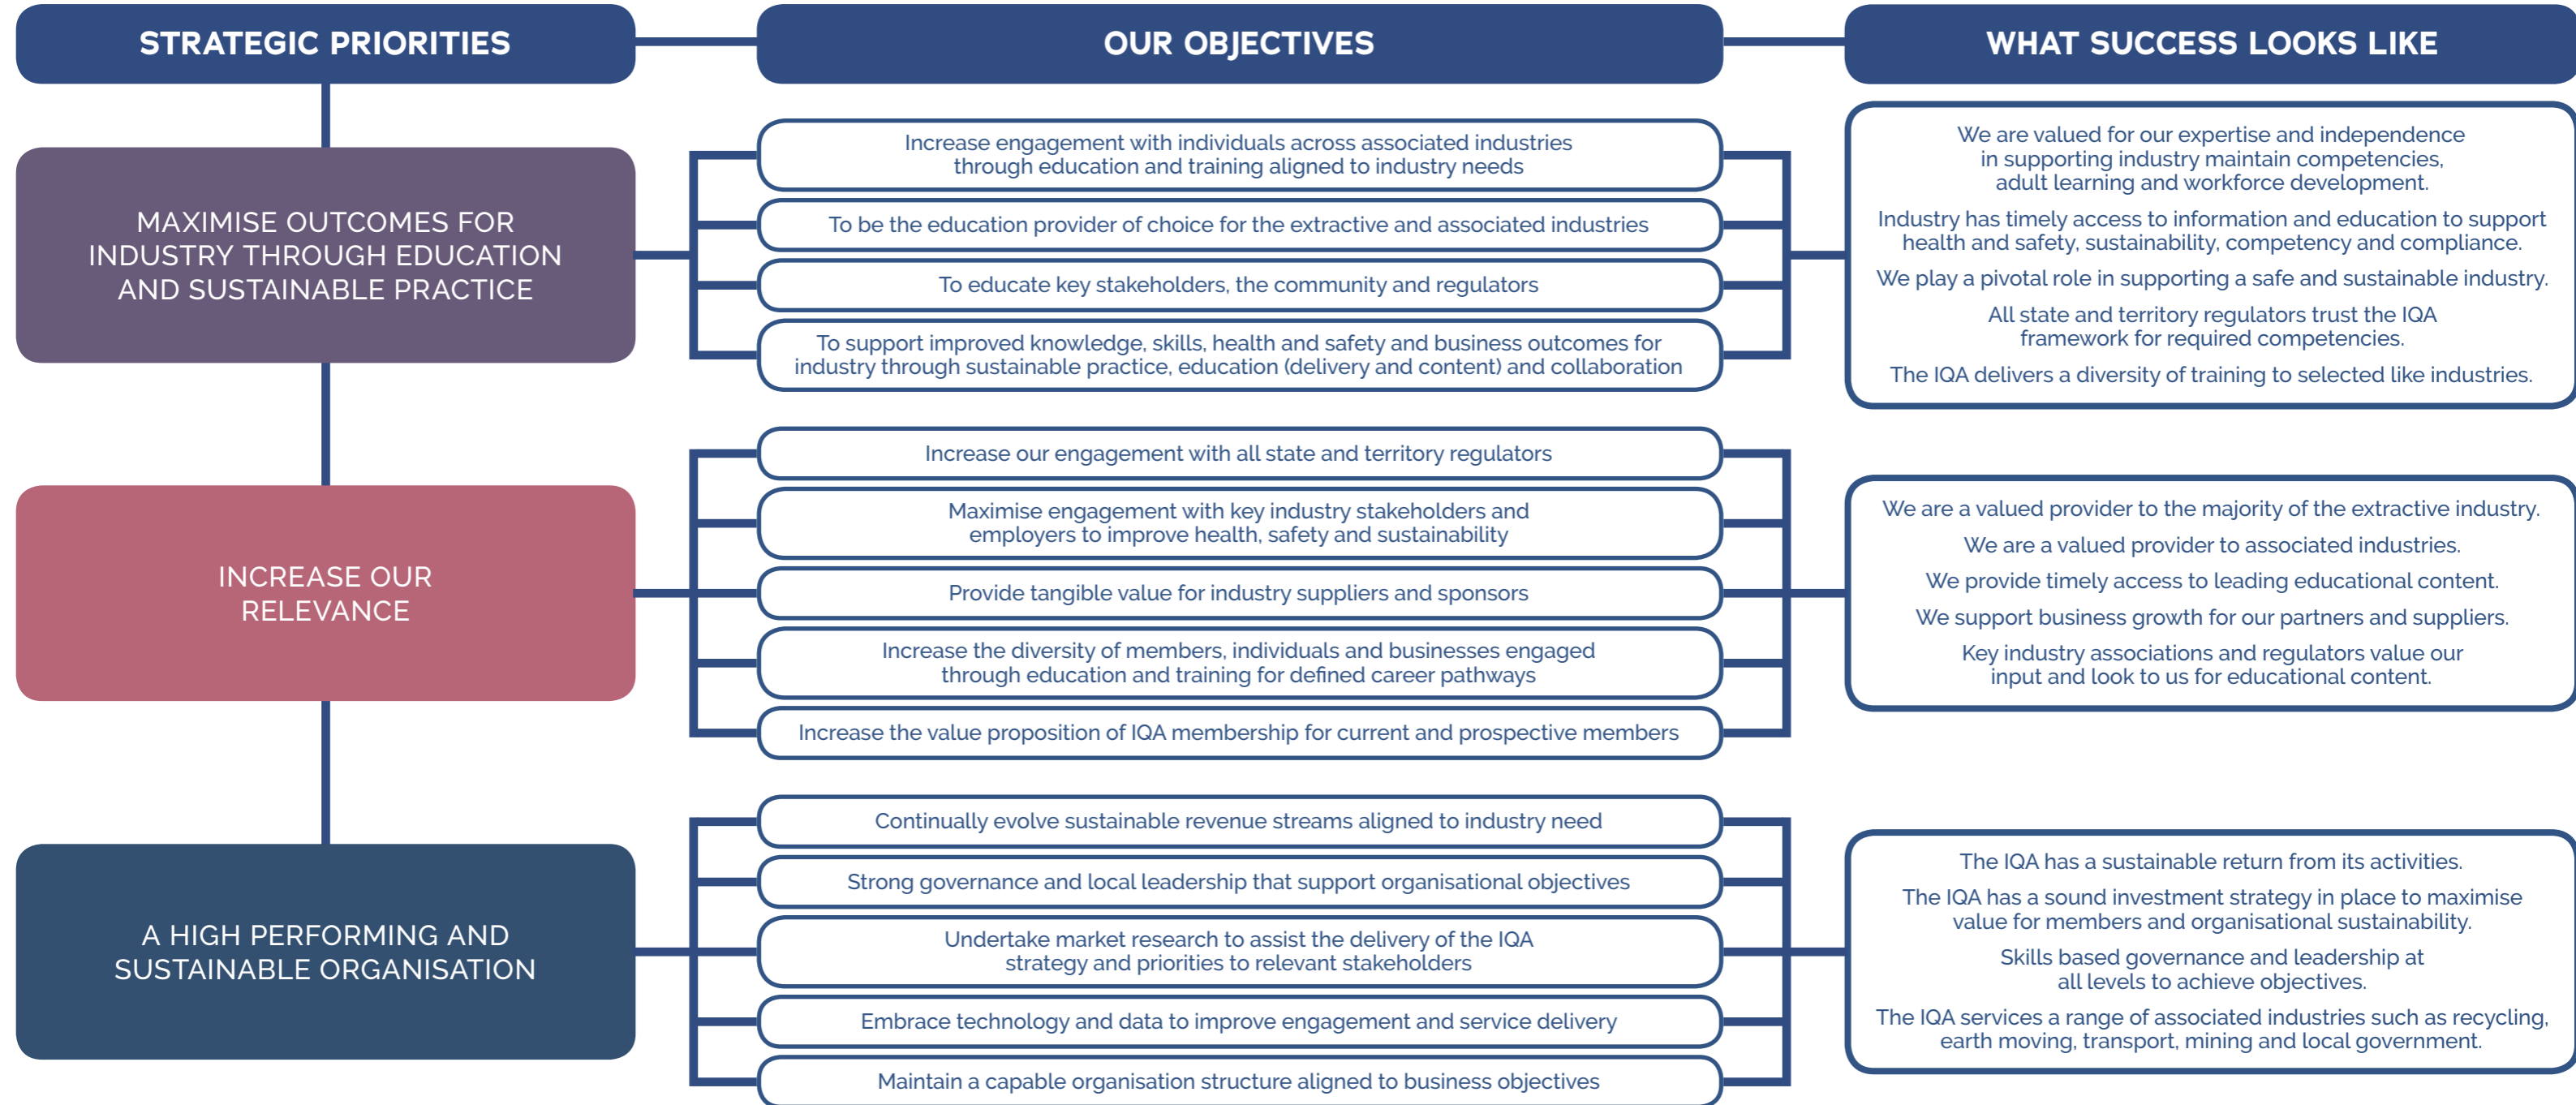 STRATEGIC PRIORITIES
OUR OBJECTIVES
WHAT SUCCESS LOOKS LIKE
MAXIMISE OUTCOMES FOR
INDUSTRY THROUGH EDUCATION
AND SUSTAINABLE PRACTICE
Increase engagement with individuals across associated industries
through education and training aligned to industry needs
To be the education provider of choice for the extractive and associated industries
To educate key stakeholders, the community and regulators
To support improved knowledge, skills, health and safety and business outcomes for
industry through sustainable practice, education (delivery and content) and collaboration
We are valued for our expertise and independence
in supporting industry maintain competencies,
adult learning and workforce development.
Industry has timely access to information and education to support
health and safety, sustainability, competency and compliance.
We play a pivotal role in supporting a safe and sustainable industry.
All state and territory regulators trust the IQA
framework for required competencies.
The IQA delivers a diversity of training to selected like industries.
INCREASE OUR
RELEVANCE
Increase our engagement with all state and territory regulators
Maximise engagement with key industry stakeholders and
employers to improve health, safety and sustainability
Provide tangible value for industry suppliers and sponsors
Increase the diversity of members, individuals and businesses engaged
through education and training for defined career pathways
Increase the value proposition of IQA membership for current and prospective members
We are a valued provider to the majority of the extractive industry.
We are a valued provider to associated industries.
We provide timely access to leading educational content.
We support business growth for our partners and suppliers.
Key industry associations and regulators value our
input and look to us for educational content.
A HIGH PERFORMING AND
SUSTAINABLE ORGANISATION
Continually evolve sustainable revenue streams aligned to industry need
Strong governance and local leadership that support organisational objectives
Undertake market research to assist the delivery of the IQA
strategy and priorities to relevant stakeholders
Embrace technology and data to improve engagement and service delivery
Maintain a capable organisation structure aligned to business objectives
The IQA has a sustainable return from its activities.
The IQA has a sound investment strategy in place to maximise
value for members and organisational sustainability.
Skills based governance and leadership at
all levels to achieve objectives.
The IQA services a range of associated industries such as recycling,
earth moving, transport, mining and local government.